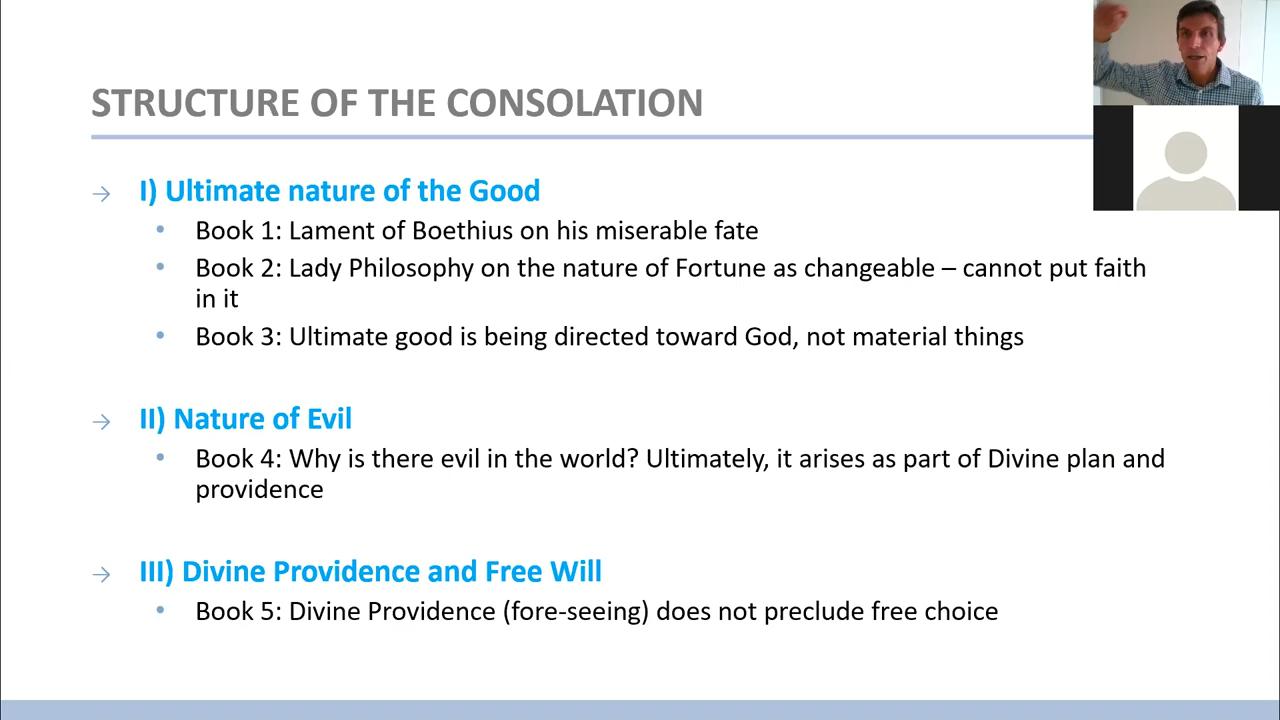 STRUCTURE OF THE CONSOLATION
→ I) Ultimate nature of the Good
• Book 1: Lament of Boethius on his miserable fate
• Book 2: Lady Philosophy on the nature of Fortune as changeable – cannot put faith
in it
• Book 3: Ultimate good is being directed toward God, not material things
→ II) Nature of Evil
• Book 4: Why is there evil in the world? Ultimately, it arises as part of Divine plan and
providence
→ III) Divine Providence and Free Will
• Book 5: Divine Providence (fore-seeing) does not preclude free choice